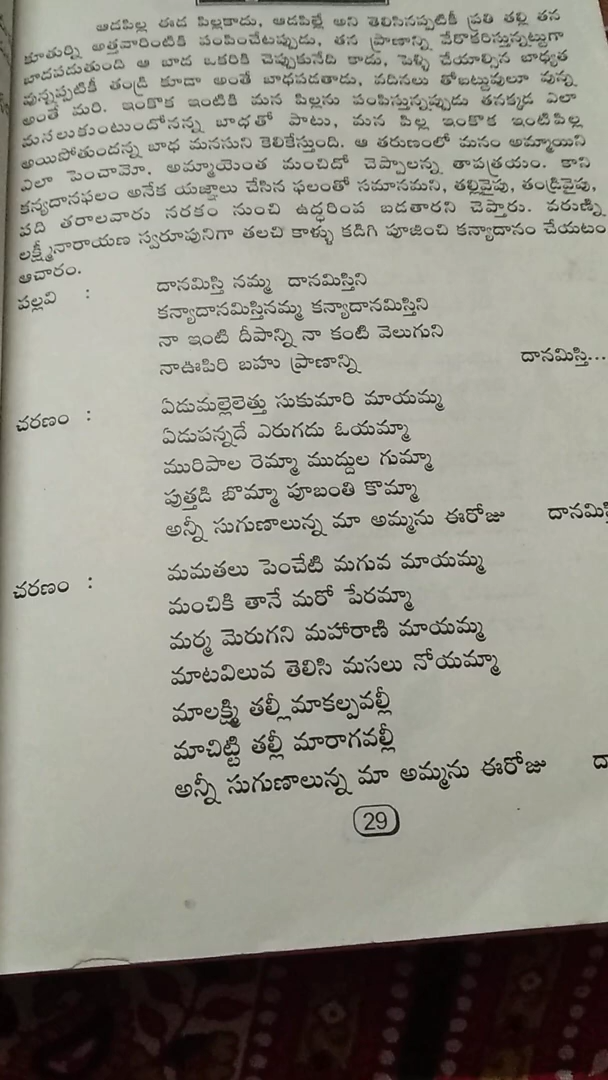 ఆడపిల్ల ఈడ పిల్లకాదు, ఆడపిల్లే అని తెలిసినప్పటికీ ప్రతి తల్లి తన
కూతుర్ని అత్తవారింటికి పంపించేటప్పుడు, తన ప్రాణాన్ని వేరొకరిస్తున్నట్టుగా
బాదపడుతుంది ఆ బాద ఒకరికి చెప్పుకునేది కాదు, పెళ్ళి చేయాల్సిన బాధ్యత
వున్నప్పటికీ తండ్రి కూడా అంతే బాధపడతాడు, వదినలు తోబట్టువులూ వున్న
అంతే మరి. ఇంకొక ఇంటికి మన పిల్లను పంపిస్తున్నప్పుడు తనక్కడ ఎలా
మసలుకుంటుందోనన్న బాధతో పాటు, మన పిల్ల ఇంకొక ఇంటిపిల్ల
అయిపోతుందన్న బాధ మనసుని తెలికేస్తుంది. ఆ తరుణంలో మనం అమ్మాయిని
ఎలా పెంచామో, అమ్మాయెంత మంచిదో చెప్పాలన్న తాపత్రయం. కాని
కన్యదానఫలం అనేక యజ్ఞాలు చేసిన ఫలంతో సమానమని, తల్లివైపు, తండ్రివైపు,
పది తరాలవారు నరకం నుంచి ఉద్ధరింప బడతారని చెప్తారు. వరుణ్ని
లక్ష్మీనారాయణ స్వరూపునిగా తలచి కాళ్ళు కడిగి పూజించి కన్యాదానం చేయటం
ఆచారం.
పల్లవి : దానమిస్తి నమ్మ దానమిస్తిని
కన్యాదానమిస్తినమ్మ కన్యాదానమిస్తిని
నా ఇంటి దీపాన్ని నా కంటి వెలుగుని
నాఊపిరి బహు ప్రాణాన్ని దానమిస్తి...
చరణం : ఏడుమల్లెలెత్తు సుకుమారి మాయమ్మ
ఏడుపన్నదే ఎరుగదు ఓయమ్మా
మురిపాల రెమ్మా ముద్దుల గుమ్మా
పుత్తడి బొమ్మా పూబంతి కొమ్మా
అన్నీ సుగుణాలున్న మా అమ్మను ఈరోజు దానమిస్తి
చరణం : మమతలు పెంచేటి మగువ మాయమ్మ
మంచికి తానే మరో పేరమ్మా
మర్మ మెరుగని మహారాణి మాయమ్మ
మాటవిలువ తెలిసి మసలు నోయమ్మా
మాలక్ష్మి తల్లీమాకల్పవల్లీ
మాచిట్టి తల్లీ మారాగవల్లీ
అన్నీ సుగుణాలున్న మా అమ్మను ఈరోజు దా
29